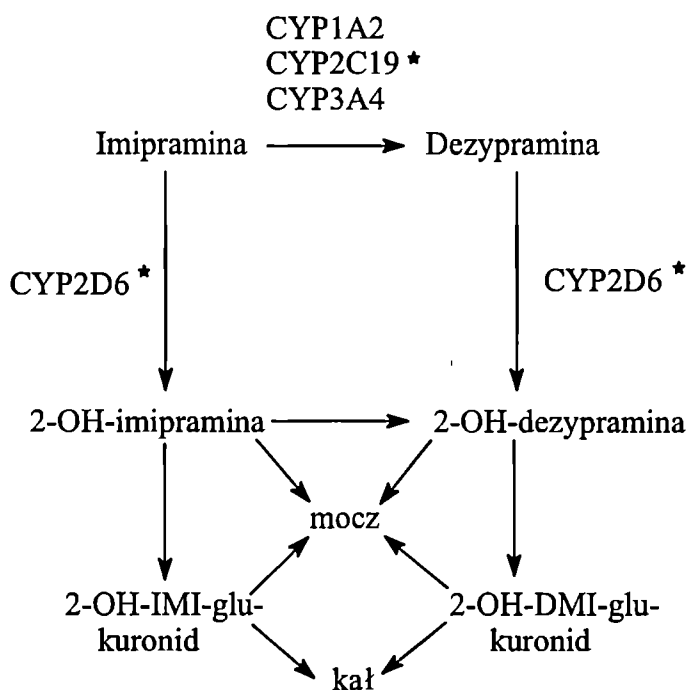 CYP1A2
CYP2C19 *
CYP3A4
Imipramina
Dezypramina
CYP2D6 *
CYP2D6 *
2-OH-imipramina
2-OH-dezypramina
mocz
2-OH-IMI-glu-
kuronid
2-OH-DMI-glu-
kuronid
kał